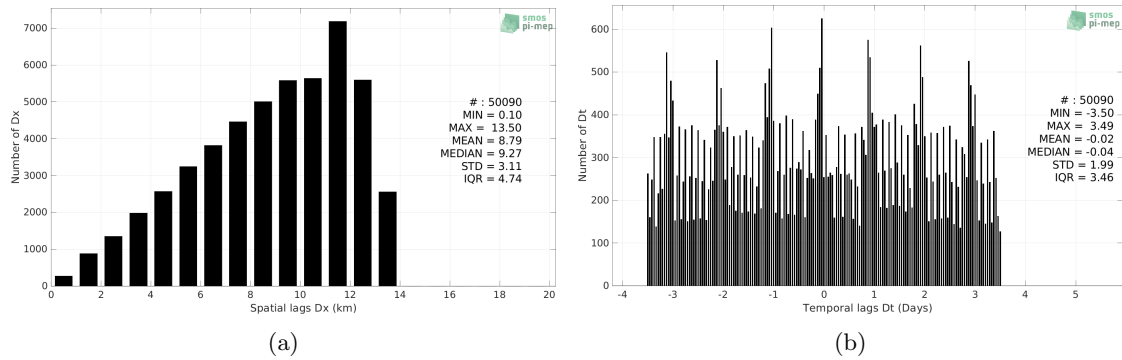 smos
pi-mep
7000
6000
5000
4000
3000
2000
1000
0
Number of Dx
# : 50090
MIN = 0.10
MAX = 13.50
MEAN = 8.79
MEDIAN = 9.27
STD = 3.11
IQR = 4.74
0 2 4 6 8 10 12 14 16 18 20
Spatial lags Dx (km)
(a)
smos
pi-mep
600
500
400
300
200
100
0
Number of Dt
# : 50090
MIN = -3.50
MAX = 3.49
MEAN = -0.02
MEDIAN = -0.04
STD = 1.99
IQR = 3.46
-4 -3 -2 -1 0 1 2 3 4 5
Temporal lags Dt (Days)
(b)